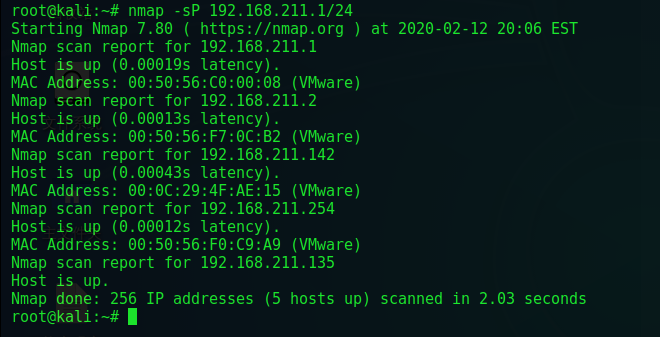 root@kali:~# nmap -sP 192.168.211.1/24
Starting Nmap 7.80 ( https://nmap.org ) at 2020-02-12 20:06 EST
Nmap scan report for 192.168.211.1
Host is up (0.00019s latency).
MAC Address: 00:50:56:C0:00:08 (VMware)
Nmap scan report for 192.168.211.2
Host is up (0.00013s latency).
MAC Address: 00:50:56:F7:0C:B2 (VMware)
Nmap scan report for 192.168.211.142
Host is up (0.00043s latency).
MAC Address: 00:0C:29:4F:AE:15 (VMware)
Nmap scan report for 192.168.211.254
Host is up (0.00012s latency).
MAC Address: 00:50:56:F0:C9:A9 (VMware)
Nmap scan report for 192.168.211.135
Host is up.
Nmap done: 256 IP addresses (5 hosts up) scanned in 2.03 seconds
root@kali:~#